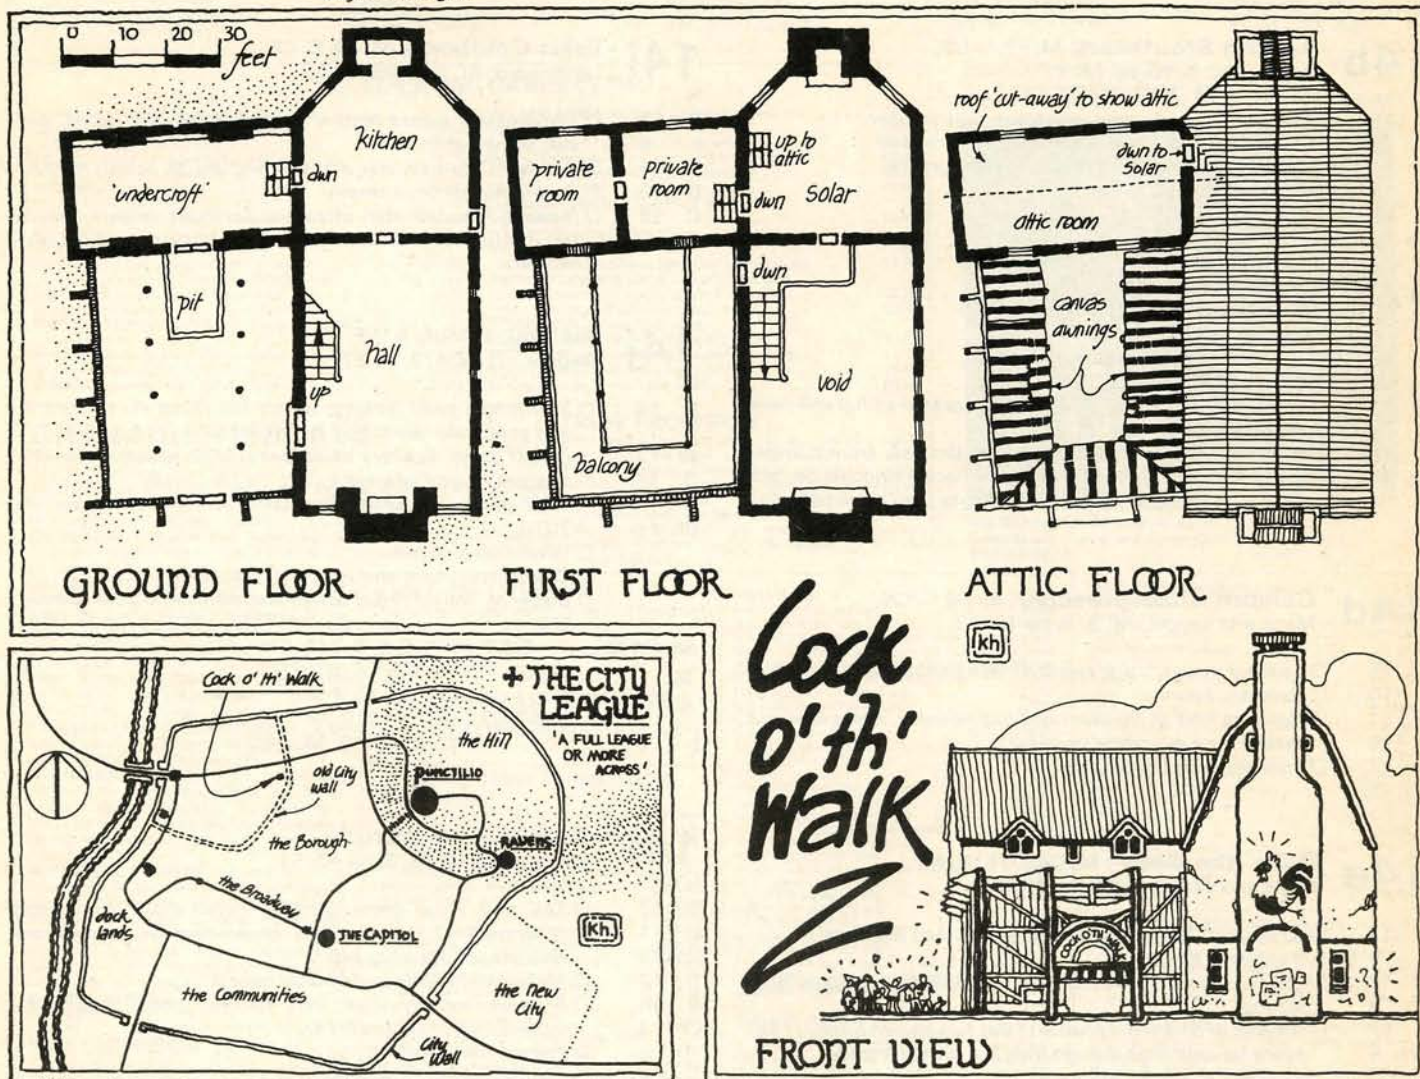 0 10 20 30
feet
kitchen
dwn
'undercroft'
pit
hall
up
GROUND FLOOR
private
room
private
room
up to
attic
dwn
solar
dwn
void
balcony
FIRST FLOOR
roof 'cut-away' to show attic
dwn to
Solar
attic room
canvas
awnings
ATTIC FLOOR
Cock o' th' Walk
+ THE CITY
LEAGUE
'A FULL LEAGUE
OR MORE
ACROSS'
the Hill
PUNCTILIO
old City
wall
the Borough
RAVERS
the Broadway
dock
lands
THE CAPITOL
kh
the Communities
the New
City
City
Wall
Cock
o' th'
Walk
kh
COCK O' TH' WALK
FRONT VIEW